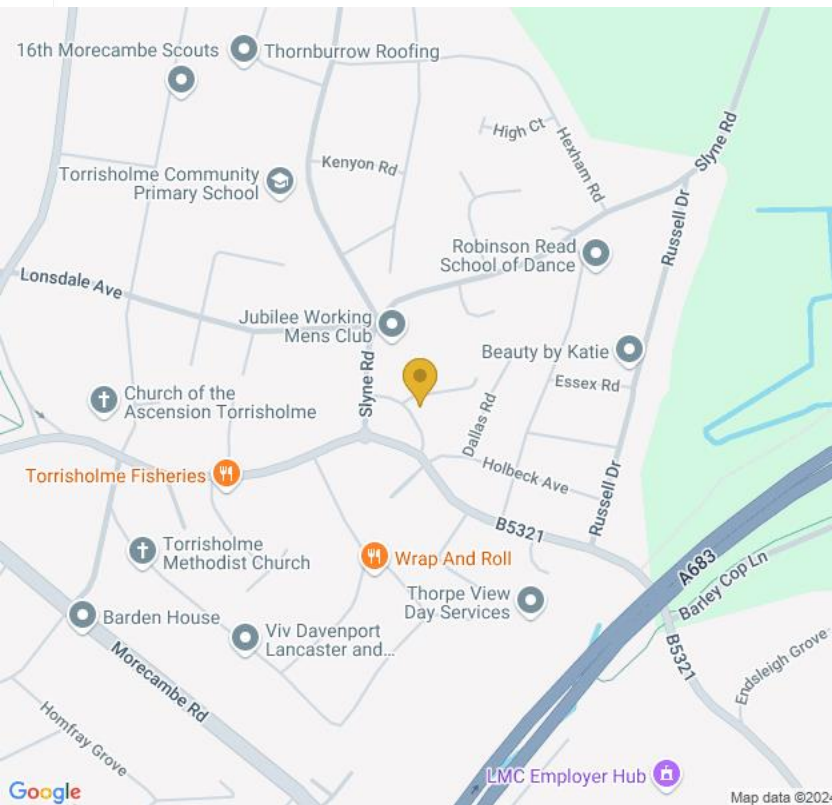 16th Morecambe Scouts
Thornburrow Roofing
High Ct
Hexham Rd
Slyne Rd
Kenyon Rd
Torrisholme Community
Primary School
Russell Dr
Robinson Read
School of Dance
Lonsdale Ave
Jubilee Working
Mens Club
Slyne Rd
Beauty by Katie
Essex Rd
Church of the
Ascension Torrisholme
Dallas Rd
Torrisholme Fisheries
Holbeck Ave
Russell Dr
B5321
Torrisholme
Methodist Church
Wrap And Roll
A683
Barley Cop Ln
Thorpe View
Day Services
Barden House
Viv Davenport
Lancaster and...
B5321
Endsleigh Grove
Morecambe Rd
Homfray Grove
LMC Employer Hub
Google
Map data ©2024